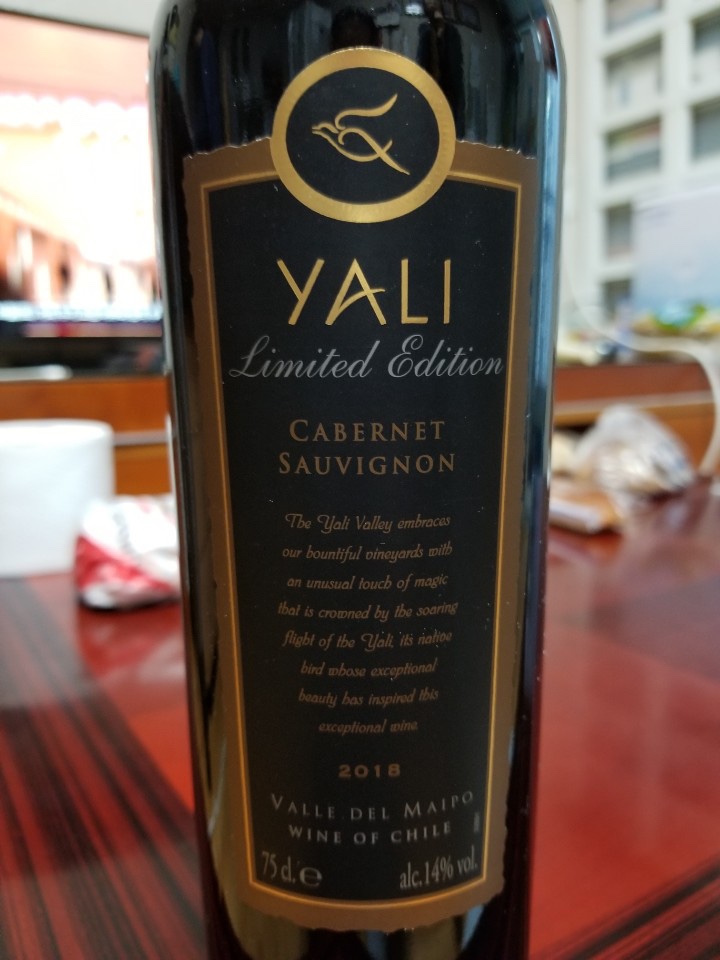 YALI
Limited Edition
CABERNET
SAUVIGNON
The Yali Valley embraces
our bountiful vineyards with
an unusual touch of magic
that is crowned by the soaring
flight of the Yali, its native
bird whose exceptional
beauty has inspired this
exceptional wine.
2018
VALLE DEL MAIPO
WINE OF CHILE
75 cl. e alc.14% vol.